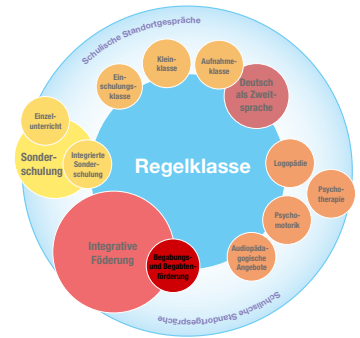 Schulische Standortgespräche
Klein-
klasse
Aufnahme-
klasse
Ein-
schulungs-
klasse
Deutsch
als Zweit-
sprache
Einzel-
unterricht
Sonder-
schulung
Integrierte
Sonder-
schulung
Regelklasse
Logopädie
Psycho-
therapie
Psycho-
motorik
Audiopäda-
gogische
Angebote
Integrative
Föderung
Begabungs-
und Begabten-
förderung
Schulische Standortgespräche